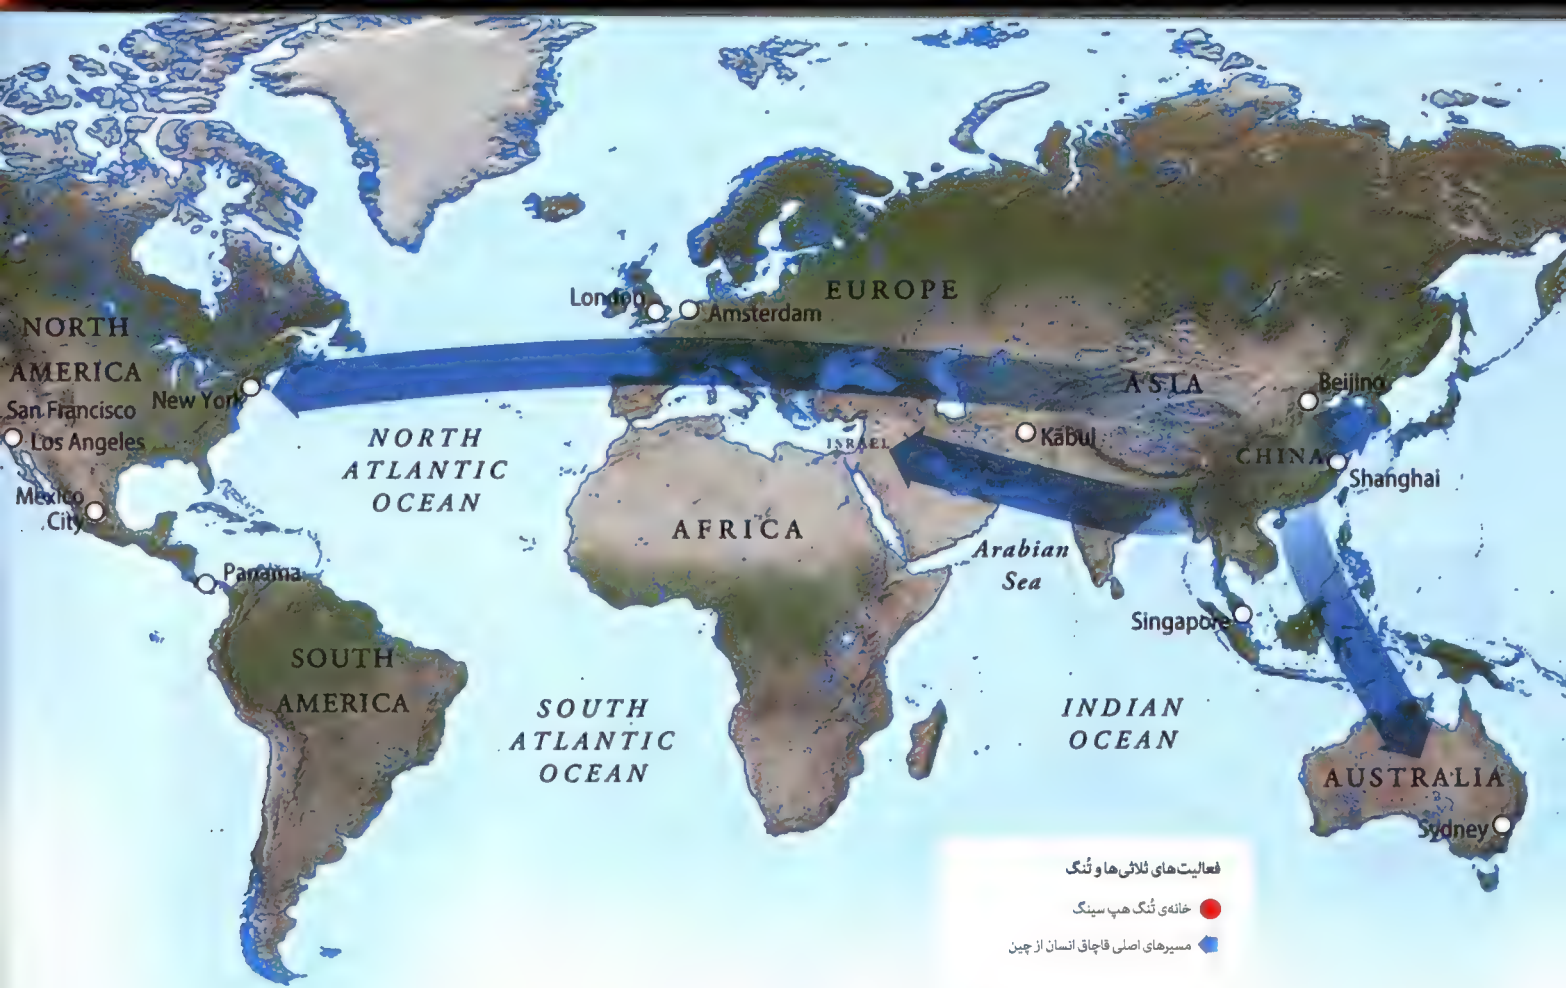 EUROPE
London
Amsterdam
NORTH
AMERICA
San Francisco
New York
Los Angeles
ASIA
Beijing
NORTH
ATLANTIC
OCEAN
ISRAEL
Kabul
CHINA
Shanghai
Mexico
City
AFRICA
Arabian
Sea
Panama
Singapore
SOUTH
AMERICA
SOUTH
ATLANTIC
OCEAN
INDIAN
OCEAN
AUSTRALIA
Sydney
فعالیت‌های ثلاثی‌ها و تُنگ
خانه‌ی تُنگ هپ سینگ
مسیرهای اصلی قاچاق انسان از چین